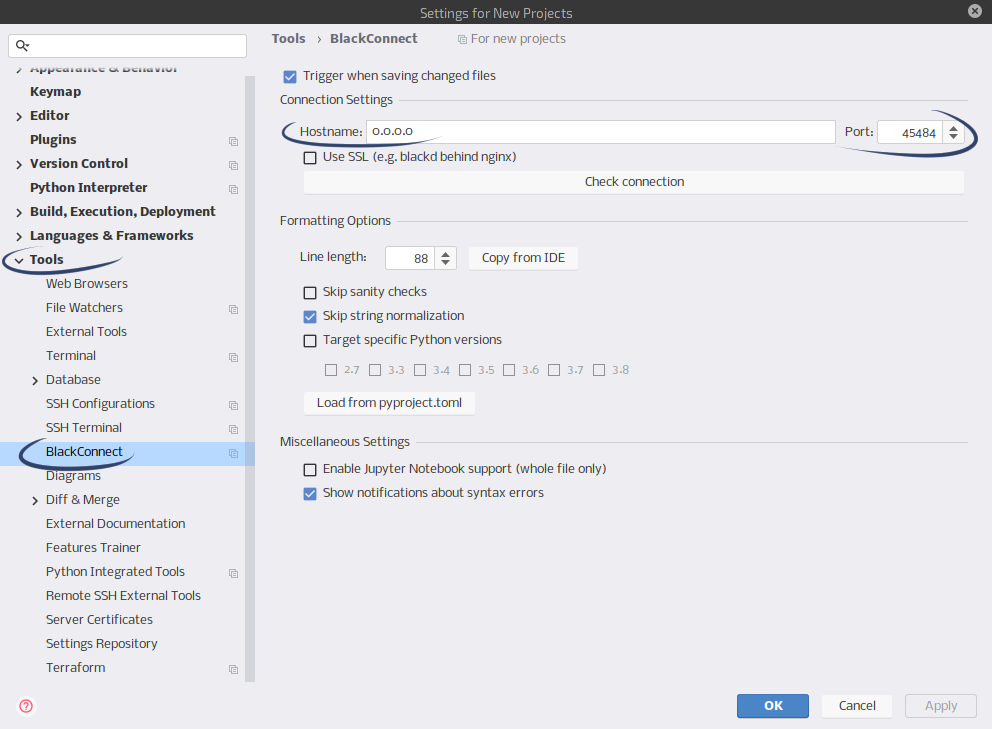 Settings for New Projects
Appearance & Behavior
Keymap
Editor
Plugins
Version Control
Python Interpreter
Build, Execution, Deployment
Languages & Frameworks
Tools
Web Browsers
File Watchers
External Tools
Terminal
Database
SSH Configurations
SSH Terminal
BlackConnect
Diagrams
Diff & Merge
External Documentation
Features Trainer
Python Integrated Tools
Remote SSH External Tools
Server Certificates
Settings Repository
Terraform
Tools › BlackConnect For new projects
Trigger when saving changed files
Connection Settings
Hostname: 0.0.0.0 Port: 45484
Use SSL (e.g. blackd behind nginx)
Check connection
Formatting Options
Line length: 88 Copy from IDE
Skip sanity checks
Skip string normalization
Target specific Python versions
2.7 3.3 3.4 3.5 3.6 3.7 3.8
Load from pyproject.toml
Miscellaneous Settings
Enable Jupyter Notebook support (whole file only)
Show notifications about syntax errors
?
OK Cancel Apply